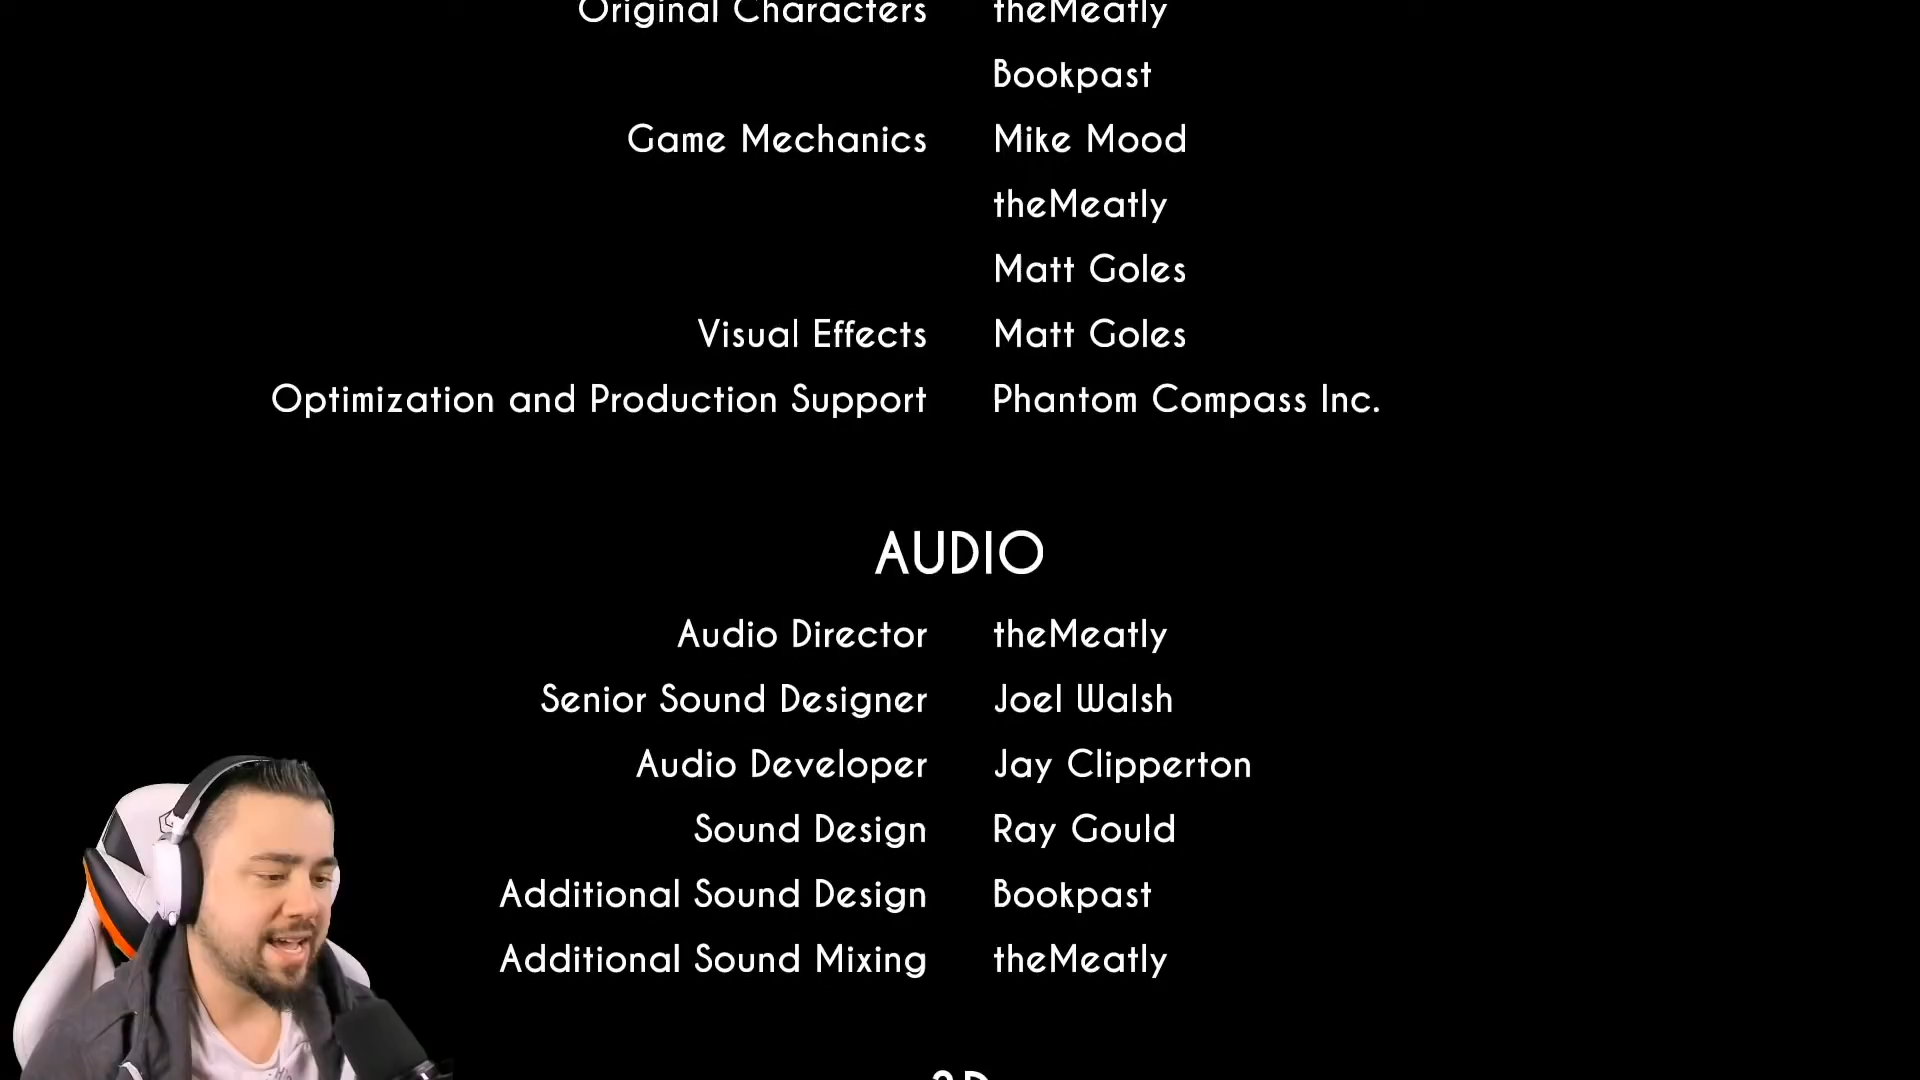 Original Characters theMeatly
Bookpast
Game Mechanics Mike Mood
theMeatly
Matt Goles
Visual Effects Matt Goles
Optimization and Production Support Phantom Compass Inc.
AUDIO
Audio Director theMeatly
Senior Sound Designer Joel Walsh
Audio Developer Jay Clipperton
Sound Design Ray Gould
Additional Sound Design Bookpast
Additional Sound Mixing theMeatly